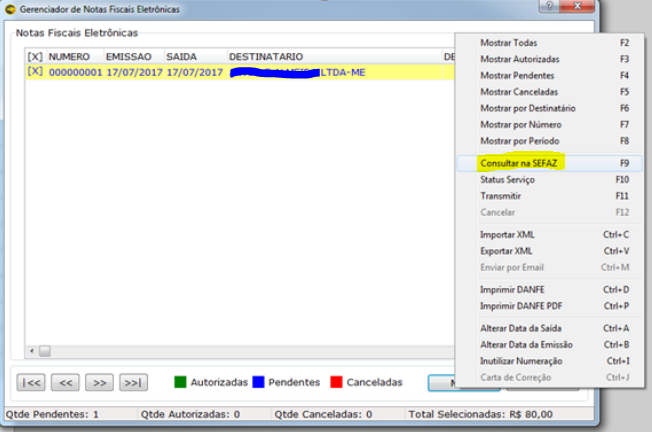 Gerenciador de Notas Fiscais Eletrônicas
Notas Fiscais Eletrônicas
[X] NUMERO EMISSAO SAIDA DESTINATARIO DE
[X] 000000001 17/07/2017 17/07/2017 LTDA-ME
Mostrar Todas F2
Mostrar Autorizadas F3
Mostrar Pendentes F4
Mostrar Canceladas F5
Mostrar por Destinatário F6
Mostrar por Número F7
Mostrar por Período F8
Consultar na SEFAZ F9
Status Serviço F10
Transmitir F11
Cancelar F12
Importar XML Ctrl+C
Exportar XML Ctrl+V
Enviar por Email Ctrl+M
Imprimir DANFE Ctrl+D
Imprimir DANFE PDF Ctrl+P
Alterar Data da Saída Ctrl+A
Alterar Data da Emissão Ctrl+B
Inutilizar Numeração Ctrl+I
Carta de Correção Ctrl+J
|<< << >> >>| Autorizadas Pendentes Canceladas
Qtde Pendentes: 1 Qtde Autorizadas: 0 Qtde Canceladas: 0 Total Selecionadas: R$ 80,00